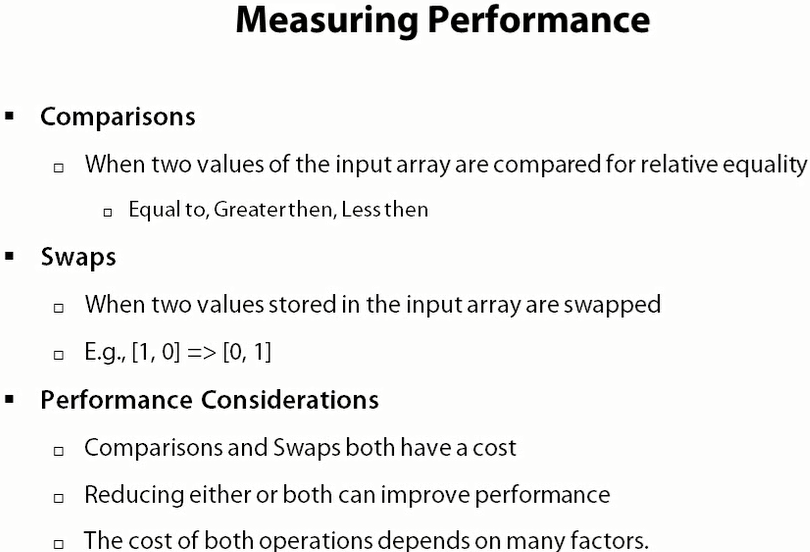 Measuring Performance
Comparisons
When two values of the input array are compared for relative equality
Equal to, Greater then, Less then
Swaps
When two values stored in the input array are swapped
E.g., [1, 0] => [0, 1]
Performance Considerations
Comparisons and Swaps both have a cost
Reducing either or both can improve performance
The cost of both operations depends on many factors.